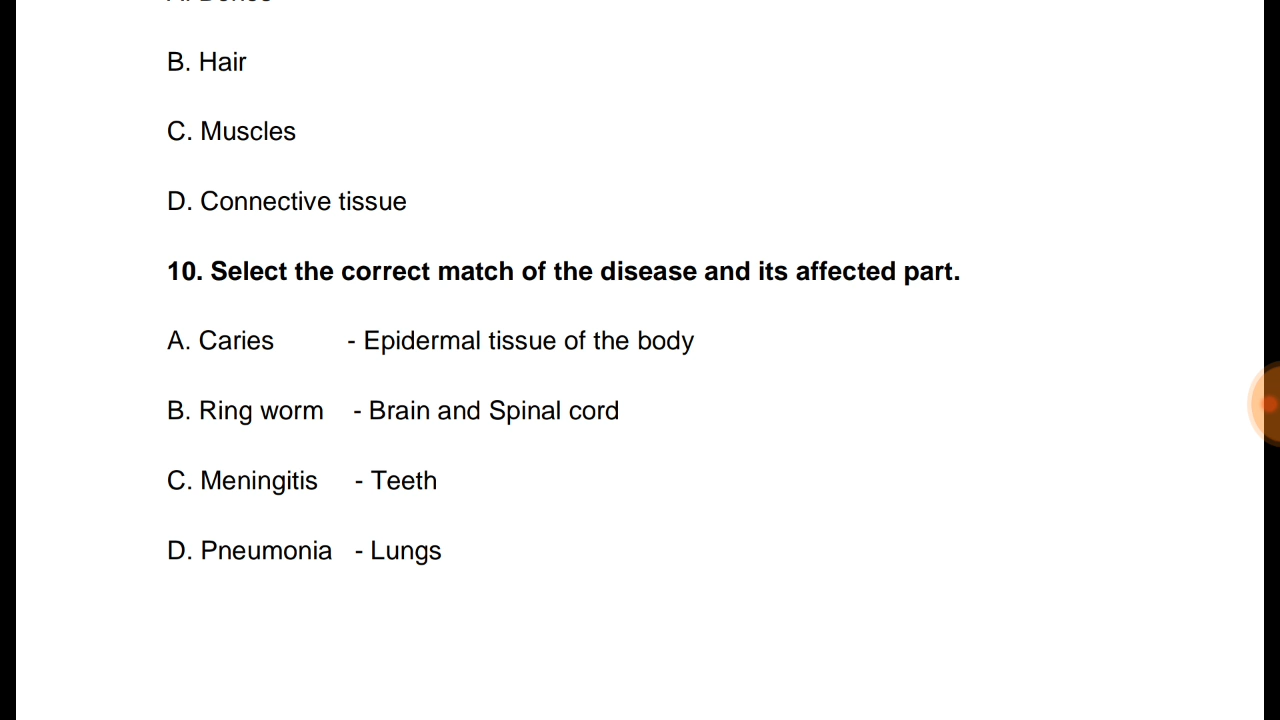 B. Hair
C. Muscles
D. Connective tissue
10. Select the correct match of the disease and its affected part.
A. Caries - Epidermal tissue of the body
B. Ring worm - Brain and Spinal cord
C. Meningitis - Teeth
D. Pneumonia - Lungs